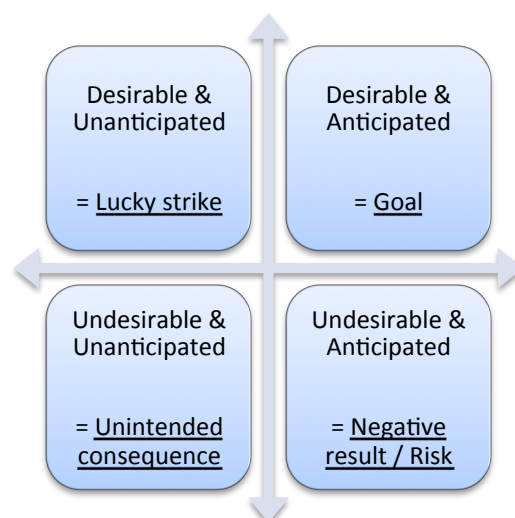 Desirable &
Unanticipated
= Lucky strike
Desirable &
Anticipated
= Goal
Undesirable &
Unanticipated
= Unintended
consequence
Undesirable &
Anticipated
= Negative
result / Risk